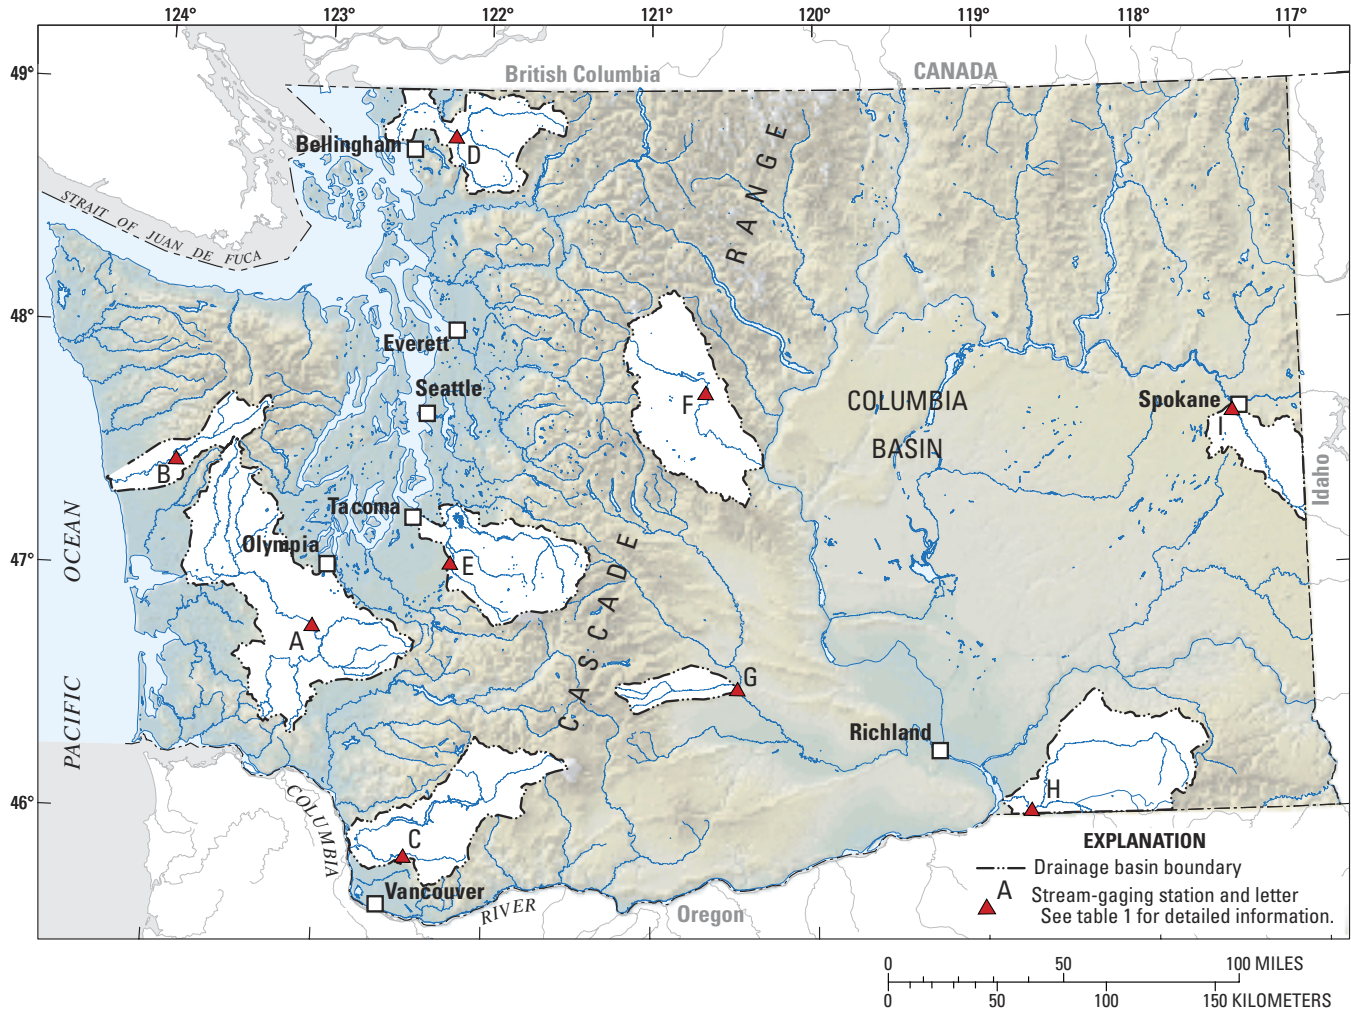 124° 123° 122° 121° 120° 119° 118° 117°
49°
48°
47°
46°
British Columbia
CANADA
Bellingham
D
RANGE
STRAIT OF JUAN DE FUCA
Everett
Seattle
F
COLUMBIA
BASIN
Spokane
I
B
Idaho
Tacoma
Olympia
E
OCEAN
CASCADE
A
G
PACIFIC
Richland
H
COLUMBIA
C
Vancouver
RIVER
Oregon
EXPLANATION
Drainage basin boundary
A Stream-gaging station and letter
See table 1 for detailed information.
0 50 100 MILES
0 50 100 150 KILOMETERS